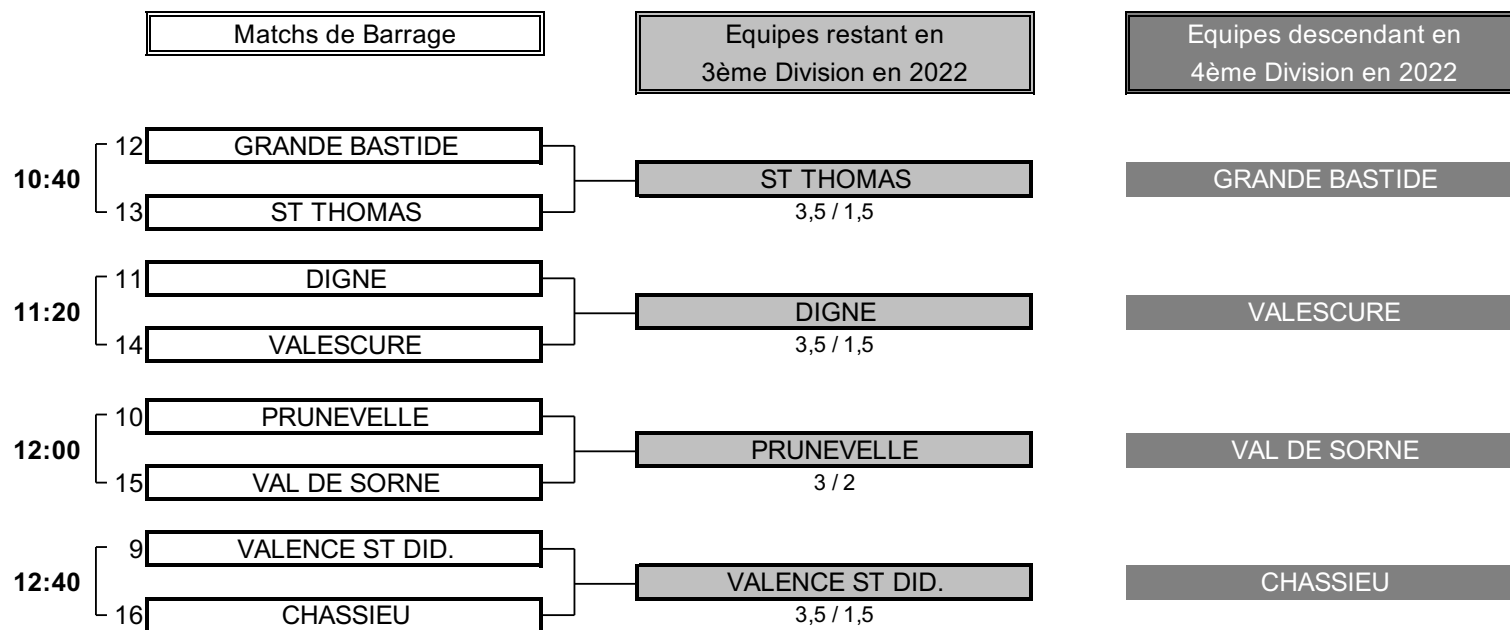 Matchs de Barrage
Equipes restant en
3ème Division en 2022
Equipes descendant en
4ème Division en 2022
10:40
12 GRANDE BASTIDE
13 ST THOMAS
ST THOMAS
3,5 / 1,5
GRANDE BASTIDE
11:20
11 DIGNE
14 VALESCURE
DIGNE
3,5 / 1,5
VALESCURE
12:00
10 PRUNEVELLE
15 VAL DE SORNE
PRUNEVELLE
3 / 2
VAL DE SORNE
12:40
9 VALENCE ST DID.
16 CHASSIEU
VALENCE ST DID.
3,5 / 1,5
CHASSIEU